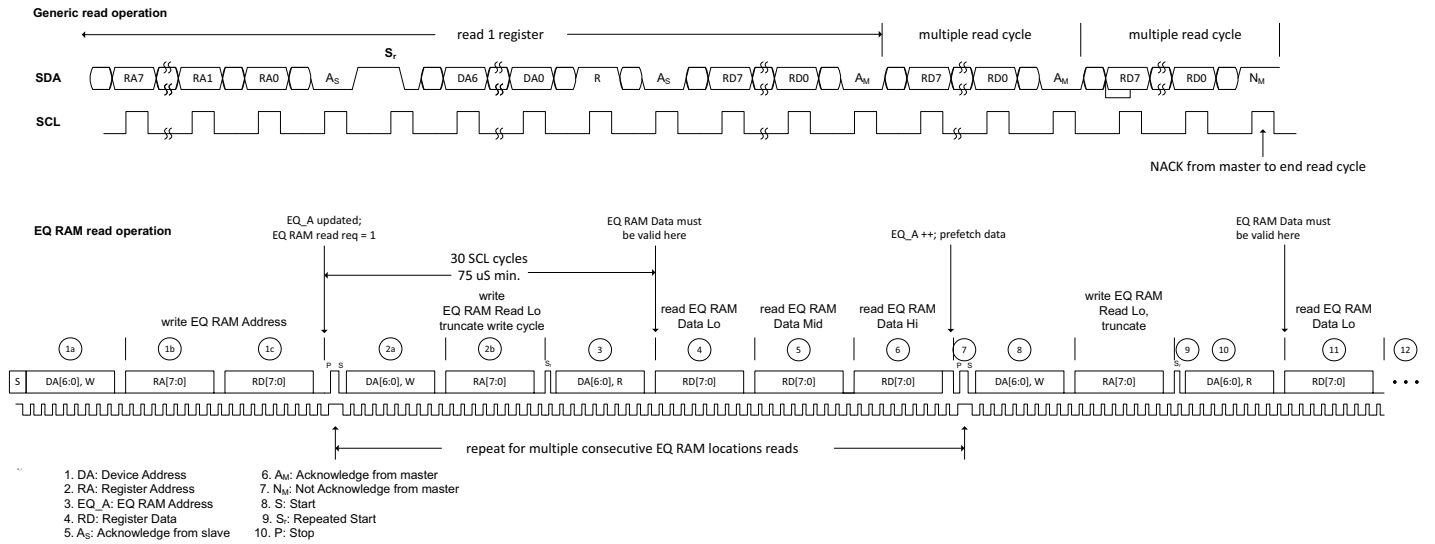 Generic read operation
read 1 register
multiple read cycle
multiple read cycle
Sr
SDA
RA7 RA1 RA0 AS DA6 DA0 R AS RD7 RD0 AM RD7 RD0 AM RD7 RD0 NM
SCL
NACK from master to end read cycle
EQ RAM read operation
EQ_A updated;
EQ RAM read req = 1
EQ RAM Data must
be valid here
EQ_A ++; prefetch data
EQ RAM Data must
be valid here
30 SCL cycles
75 uS min.
write EQ RAM Address
write
EQ RAM Read Lo
truncate write cycle
read EQ RAM
Data Lo
read EQ RAM
Data Mid
read EQ RAM
Data Hi
write EQ RAM
Read Lo,
truncate
read EQ RAM
Data Lo
1a 1b 1c 2a 2b 3 4 5 6 7 8 9 10 11 12
P S Sr P S Sr
S DA[6:0], W RA[7:0] RD[7:0] DA[6:0], W RA[7:0] DA[6:0], R RD[7:0] RD[7:0] RD[7:0] DA[6:0], W RA[7:0] DA[6:0], R RD[7:0] • • •
repeat for multiple consecutive EQ RAM locations reads
1. DA: Device Address
2. RA: Register Address
3. EQ_A: EQ RAM Address
4. RD: Register Data
5. AS: Acknowledge from slave
6. AM: Acknowledge from master
7. NM: Not Acknowledge from master
8. S: Start
9. Sr: Repeated Start
10. P: Stop